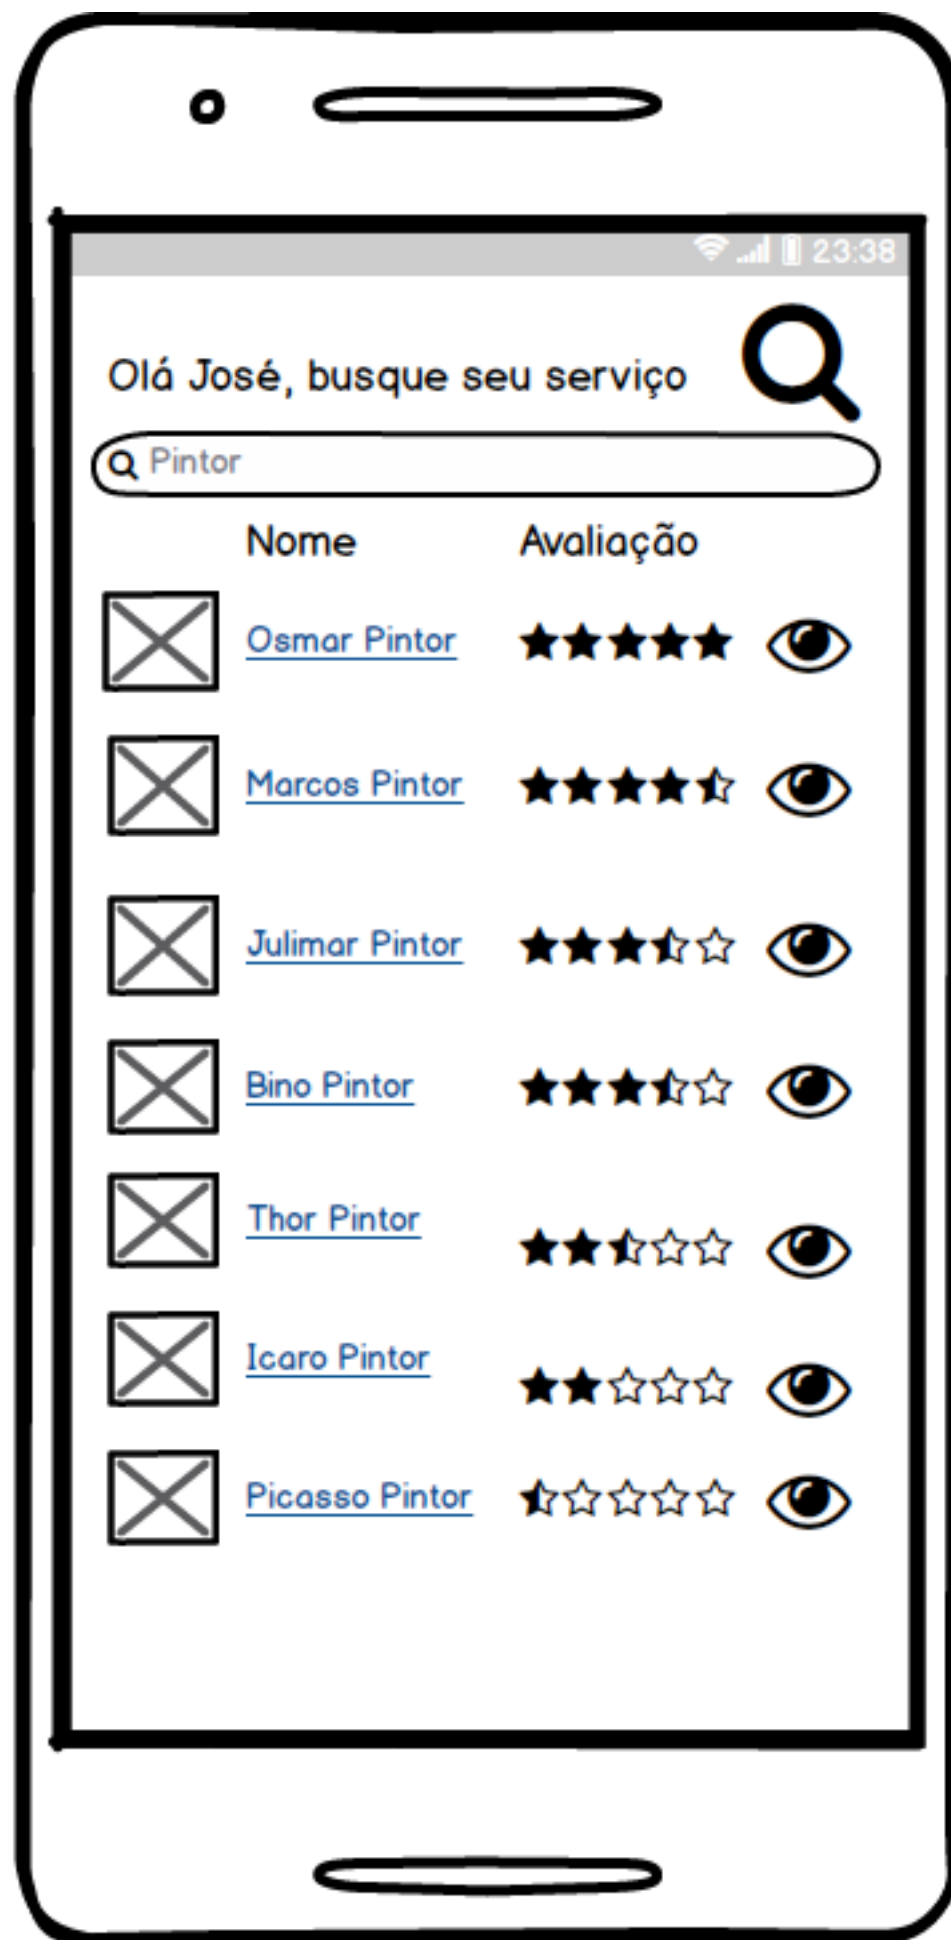 23:38
Olá José, busque seu serviço
Pintor
Nome Avaliação
Osmar Pintor
Marcos Pintor
Julimar Pintor
Bino Pintor
Thor Pintor
Icaro Pintor
Picasso Pintor